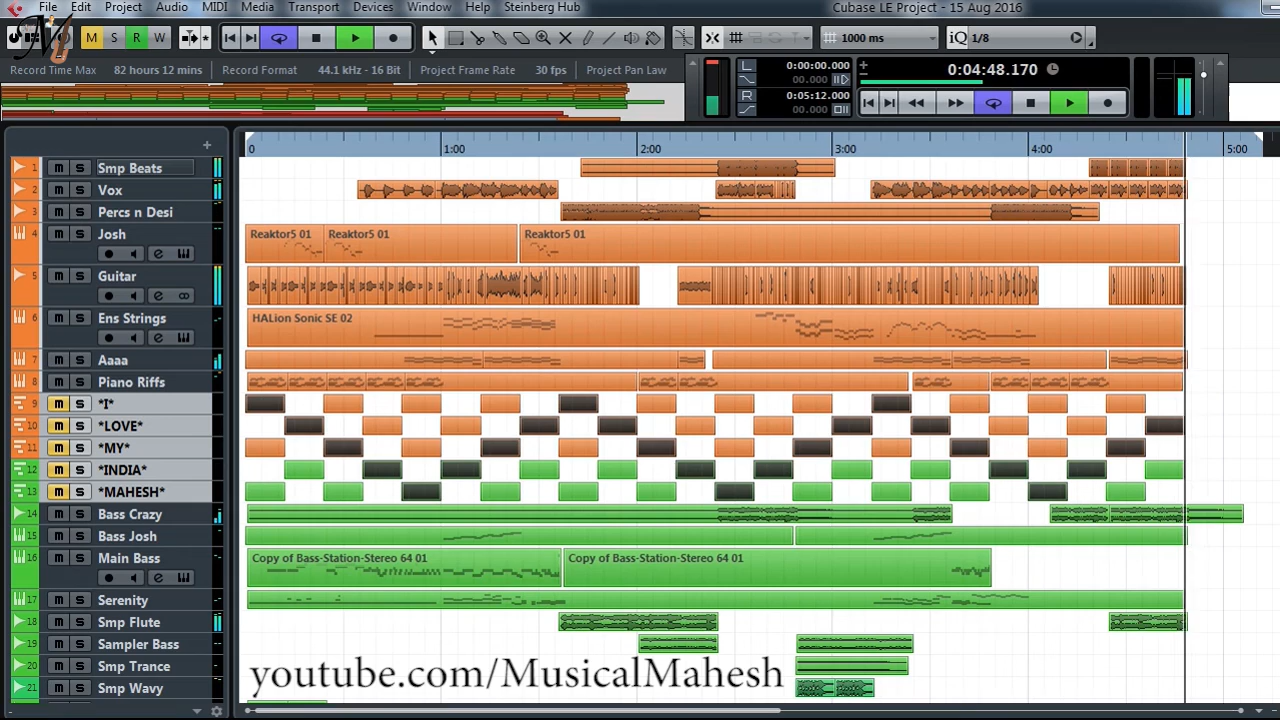 File Edit Project Audio MIDI Media Transport Devices Window Steinberg Hub Cubase LE Project - 15 Aug 2016
M S R W 1000 ms iQ 1/8
Record Time Max 82 hours 12 mins Record Format 44.1 kHz - 16 Bit Project Frame Rate 30 fps Project Pan Law
L 0:00:00.000
00.000
R 0:05:12.000
00.000
0:04:48.170
0 1:00 2:00 3:00 4:00 5:00
1 m S Smp Beats
2 m S Vox
3 m S Percs n Desi
4 m S Josh Reaktor5 01 Reaktor5 01 Reaktor5 01
5 m S Guitar
6 m S Ens Strings HALion Sonic SE 02
7 m S Aaaa
8 m S Piano Riffs
9 m S *I*
10 m S *LOVE*
11 m S *MY*
12 m S *INDIA*
13 m S *MAHESH*
14 m S Bass Crazy
15 m S Bass Josh
16 m S Main Bass Copy of Bass-Station-Stereo 64 01 Copy of Bass-Station-Stereo 64 01
17 m S Serenity
18 m S Smp Flute
19 m S Sampler Bass
20 m S Smp Trance
21 m S Smp Wavy
youtube.com/MusicalMahesh